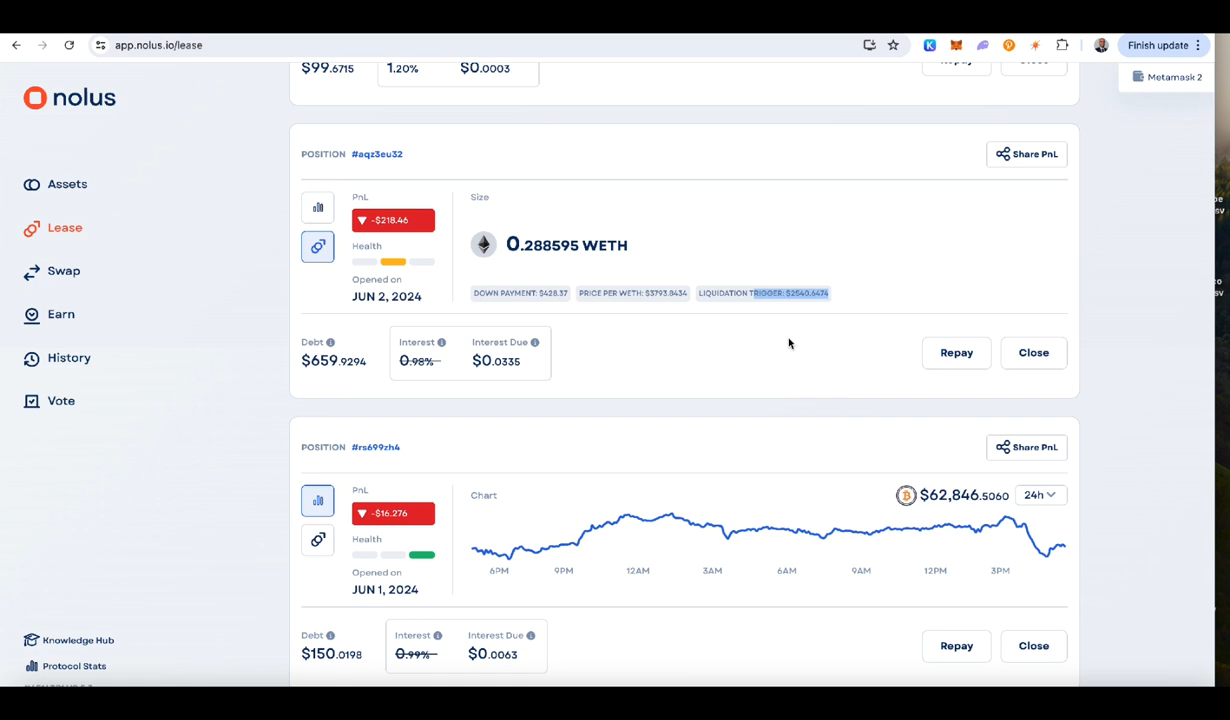 app.nolus.io/lease
Finish update
Metamask 2
nolus
Assets
Lease
Swap
Earn
History
Vote
Knowledge Hub
Protocol Stats
$99.6715 1.20% $0.0003
POSITION #aqz3eu32
Share PnL
PnL
-$218.46
Health
Opened on
JUN 2, 2024
Size
0.288595 WETH
DOWN PAYMENT: $428.37 PRICE PER WETH: $3793.8434 LIQUIDATION TRIGGER: $2540.6474
Debt Interest Interest Due
$659.9294 0.98% $0.0335
Repay Close
POSITION #rs699zh4
Share PnL
PnL
-$16.276
Health
Opened on
JUN 1, 2024
Chart
$62,846.5060 24h
6PM 9PM 12AM 3AM 6AM 9AM 12PM 3PM
Debt Interest Interest Due
$150.0198 0.99% $0.0063
Repay Close